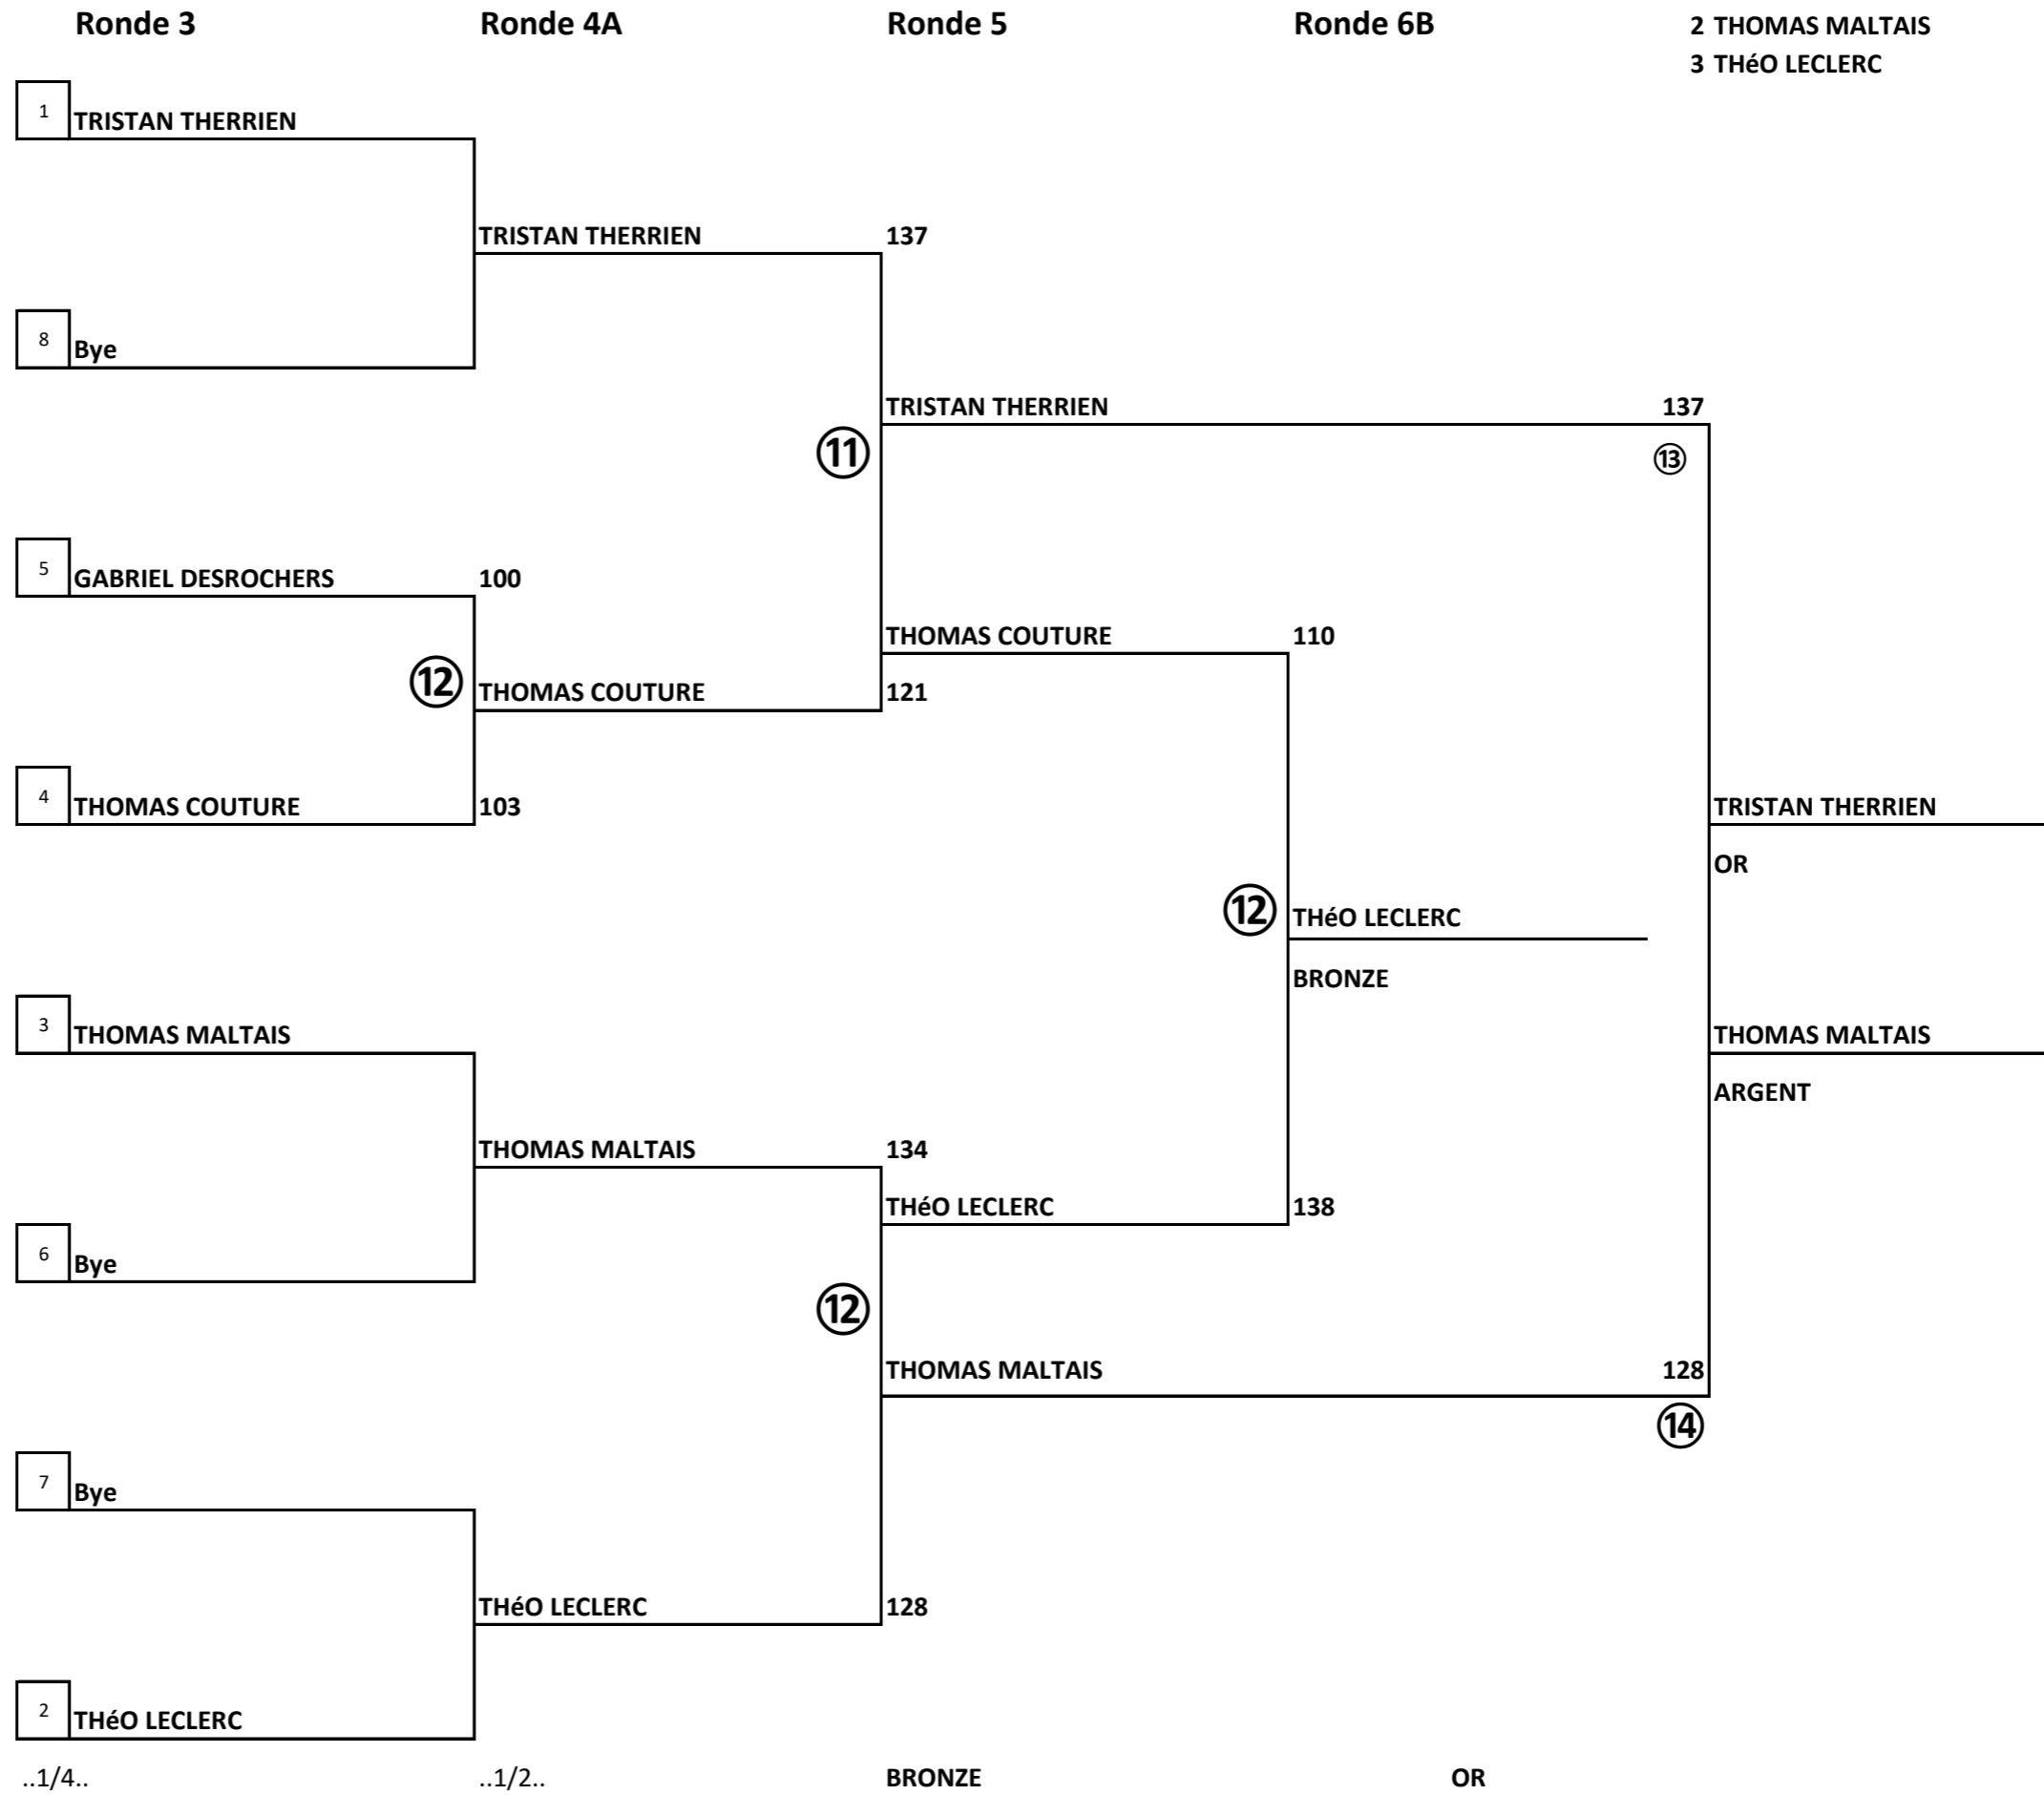 Ronde 3 Ronde 4A Ronde 5 Ronde 6B 2 THOMAS MALTAIS
3 THéO LECLERC
1 TRISTAN THERRIEN
TRISTAN THERRIEN 137
8 Bye
TRISTAN THERRIEN 137
⑪ ⑬
5 GABRIEL DESROCHERS 100
THOMAS COUTURE 110
⑫ THOMAS COUTURE 121
4 THOMAS COUTURE 103 TRISTAN THERRIEN
OR
⑫ THéO LECLERC
BRONZE
3 THOMAS MALTAIS THOMAS MALTAIS
ARGENT
THOMAS MALTAIS 134
THéO LECLERC 138
6 Bye
⑫
THOMAS MALTAIS 128
⑭
7 Bye
THéO LECLERC 128
2 THéO LECLERC
..1/4.. ..1/2.. BRONZE OR